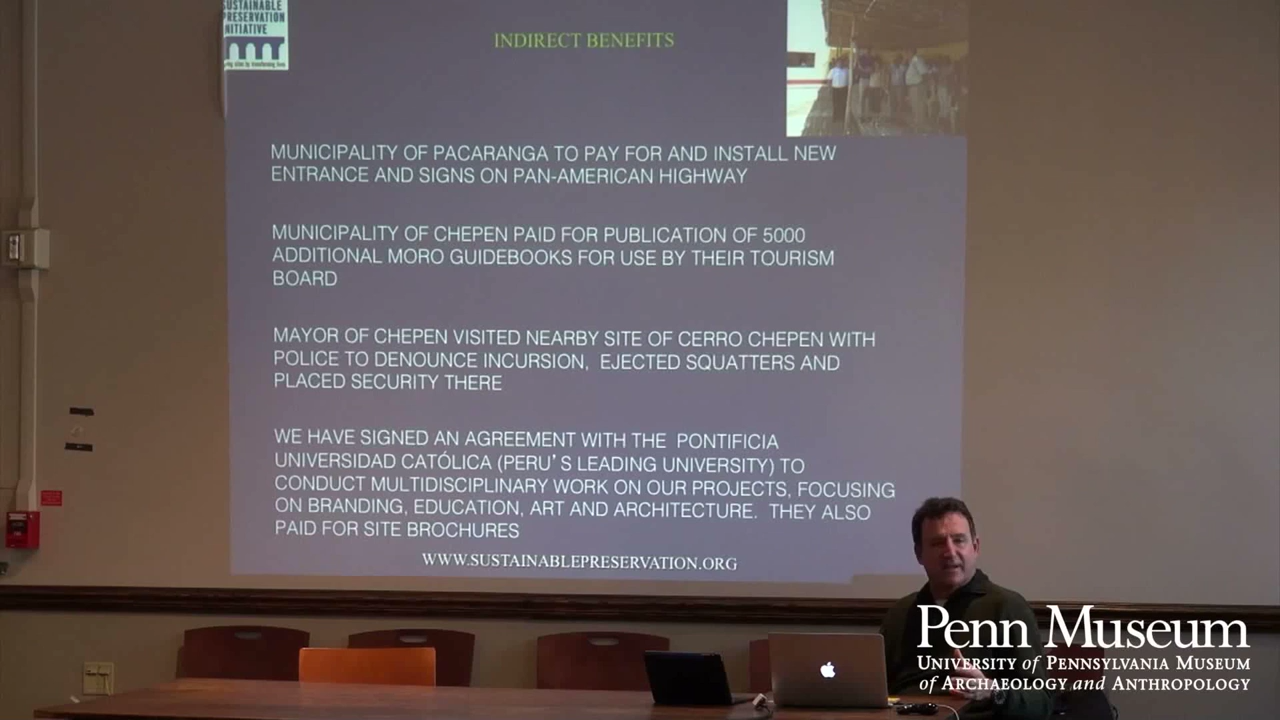 SUSTAINABLE
PRESERVATION
INITIATIVE
INDIRECT BENEFITS
MUNICIPALITY OF PACARANGA TO PAY FOR AND INSTALL NEW
ENTRANCE AND SIGNS ON PAN-AMERICAN HIGHWAY
MUNICIPALITY OF CHEPEN PAID FOR PUBLICATION OF 5000
ADDITIONAL MORO GUIDEBOOKS FOR USE BY THEIR TOURISM
BOARD
MAYOR OF CHEPEN VISITED NEARBY SITE OF CERRO CHEPEN WITH
POLICE TO DENOUNCE INCURSION, EJECTED SQUATTERS AND
PLACED SECURITY THERE
WE HAVE SIGNED AN AGREEMENT WITH THE PONTIFICIA
UNIVERSIDAD CATÓLICA (PERU'S LEADING UNIVERSITY) TO
CONDUCT MULTIDISCIPLINARY WORK ON OUR PROJECTS, FOCUSING
ON BRANDING, EDUCATION, ART AND ARCHITECTURE. THEY ALSO
PAID FOR SITE BROCHURES
WWW.SUSTAINABLEPRESERVATION.ORG
Penn Museum
UNIVERSITY of PENNSYLVANIA MUSEUM
of ARCHAEOLOGY and ANTHROPOLOGY